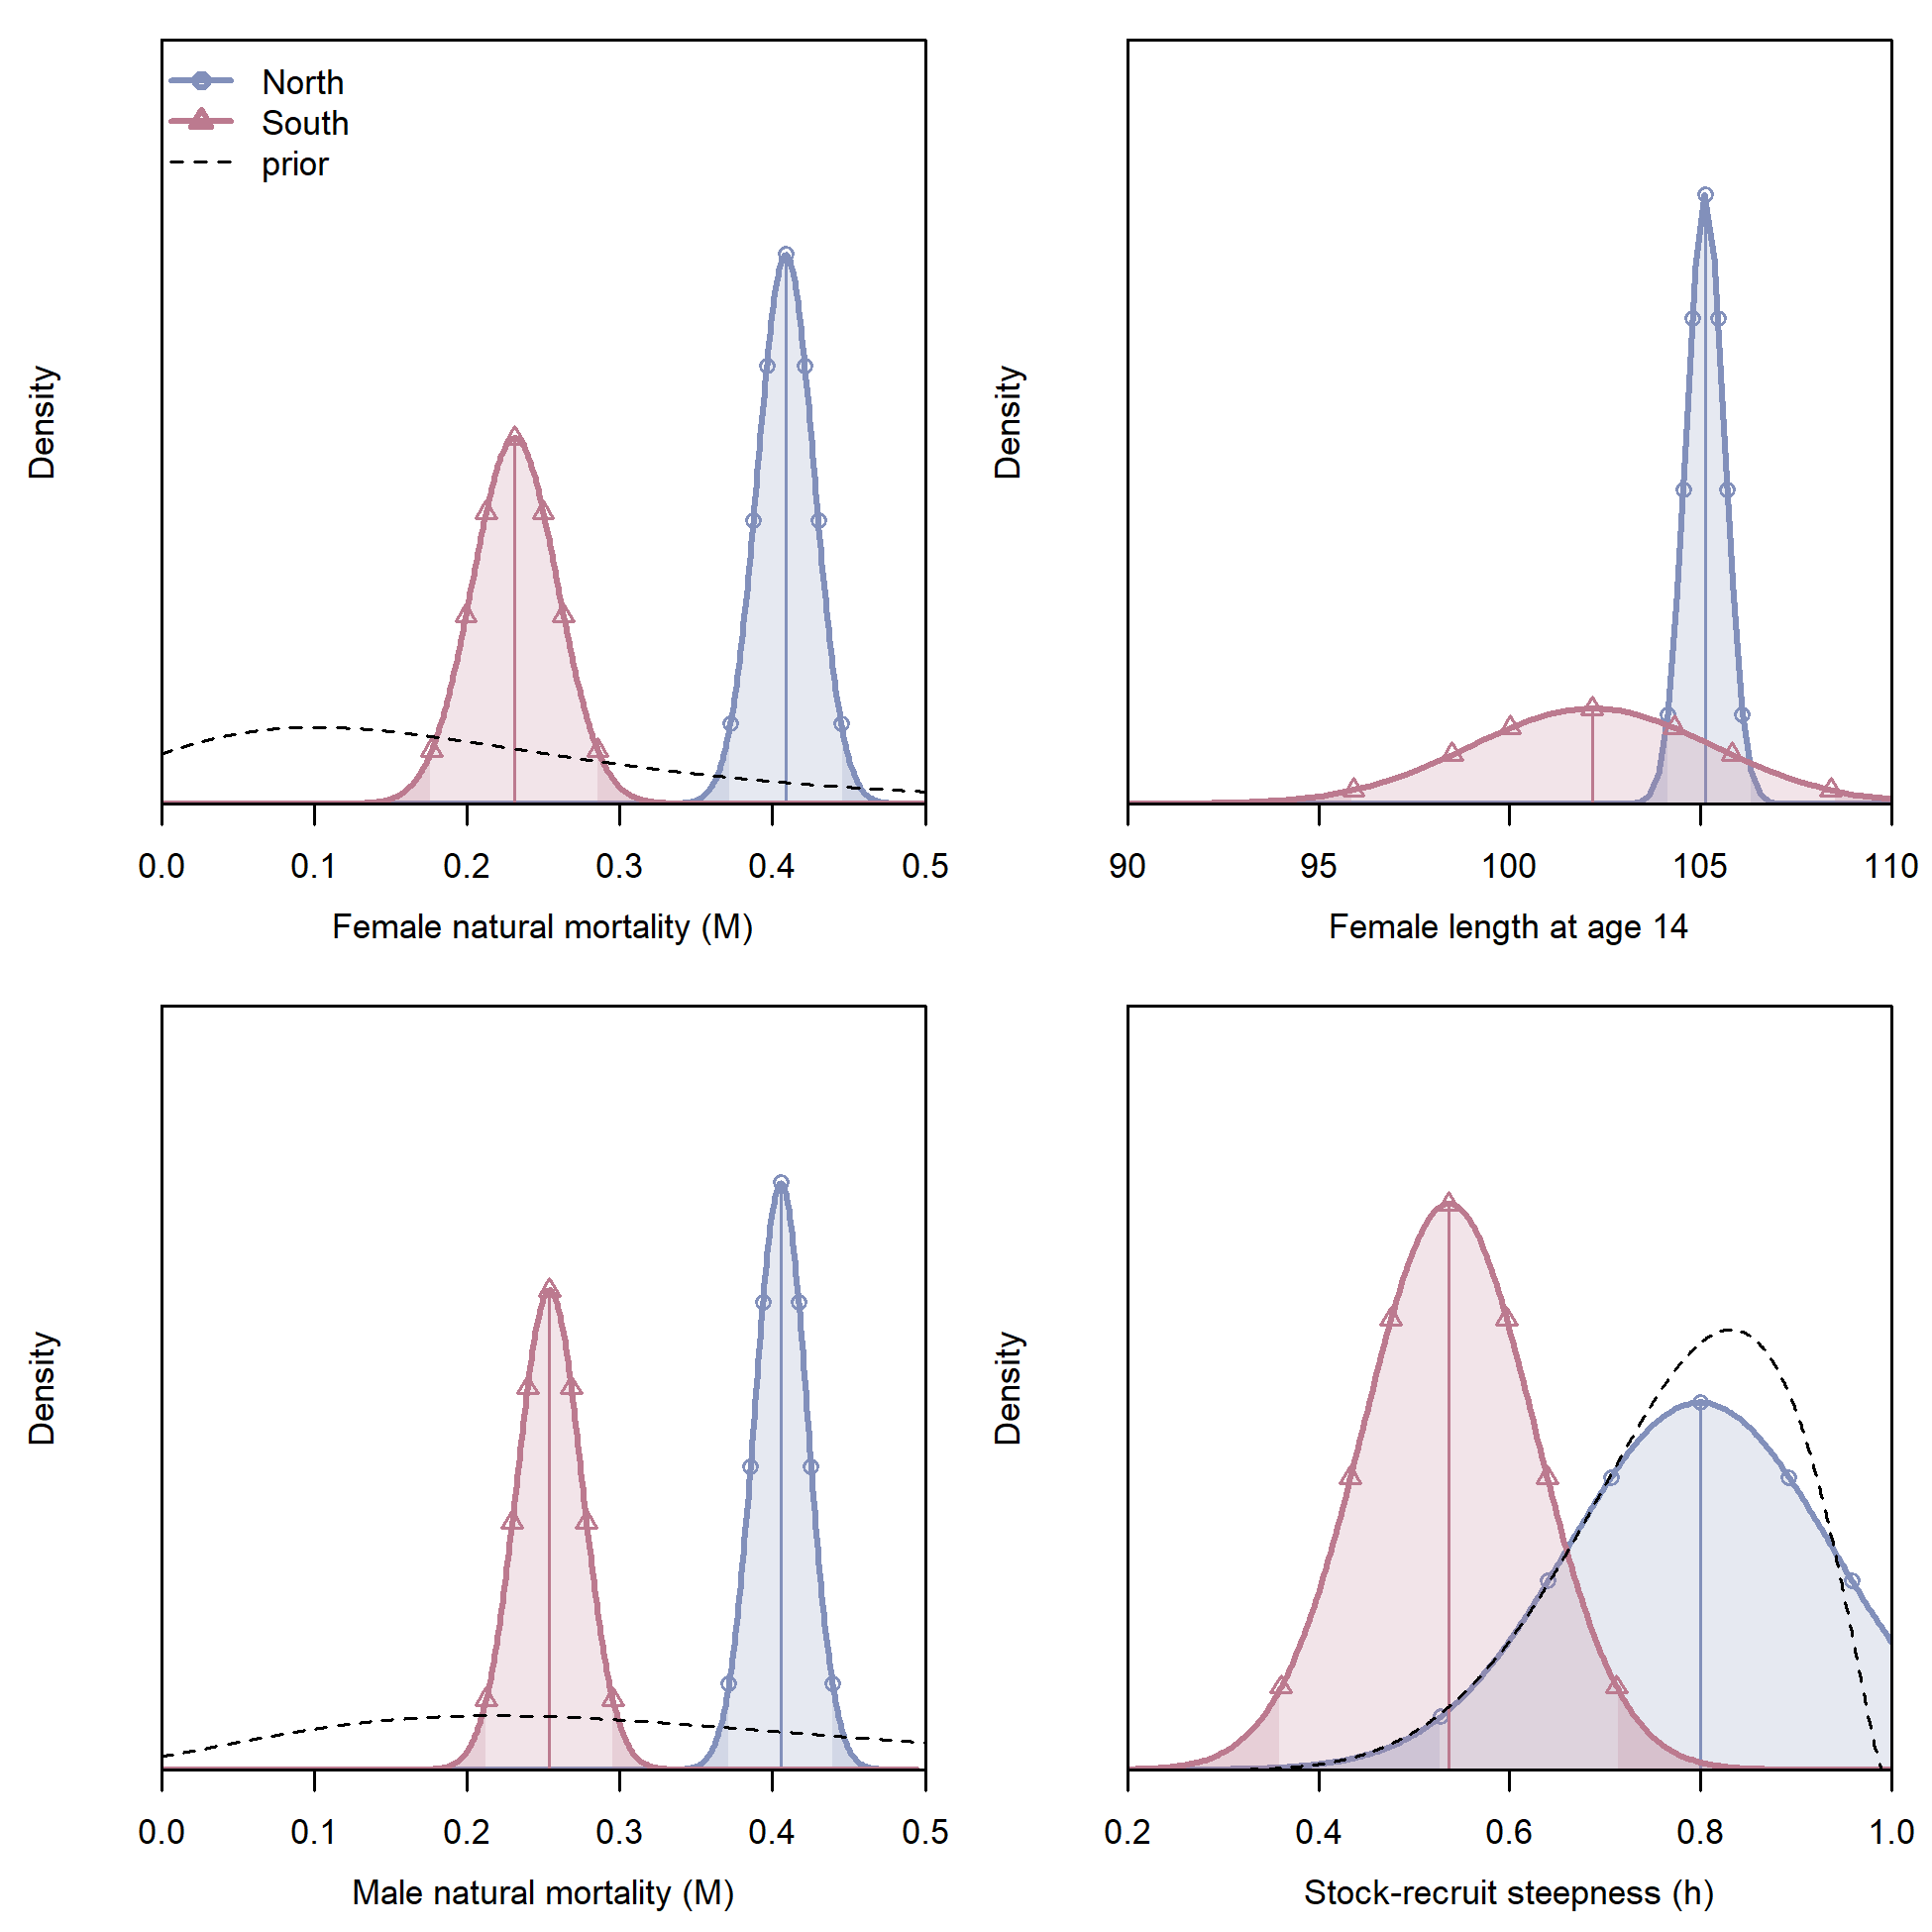 North
South
prior
Density
0.0 0.1 0.2 0.3 0.4 0.5
Female natural mortality (M)
Density
90 95 100 105 110
Female length at age 14
Density
0.0 0.1 0.2 0.3 0.4 0.5
Male natural mortality (M)
Density
0.2 0.4 0.6 0.8 1.0
Stock-recruit steepness (h)